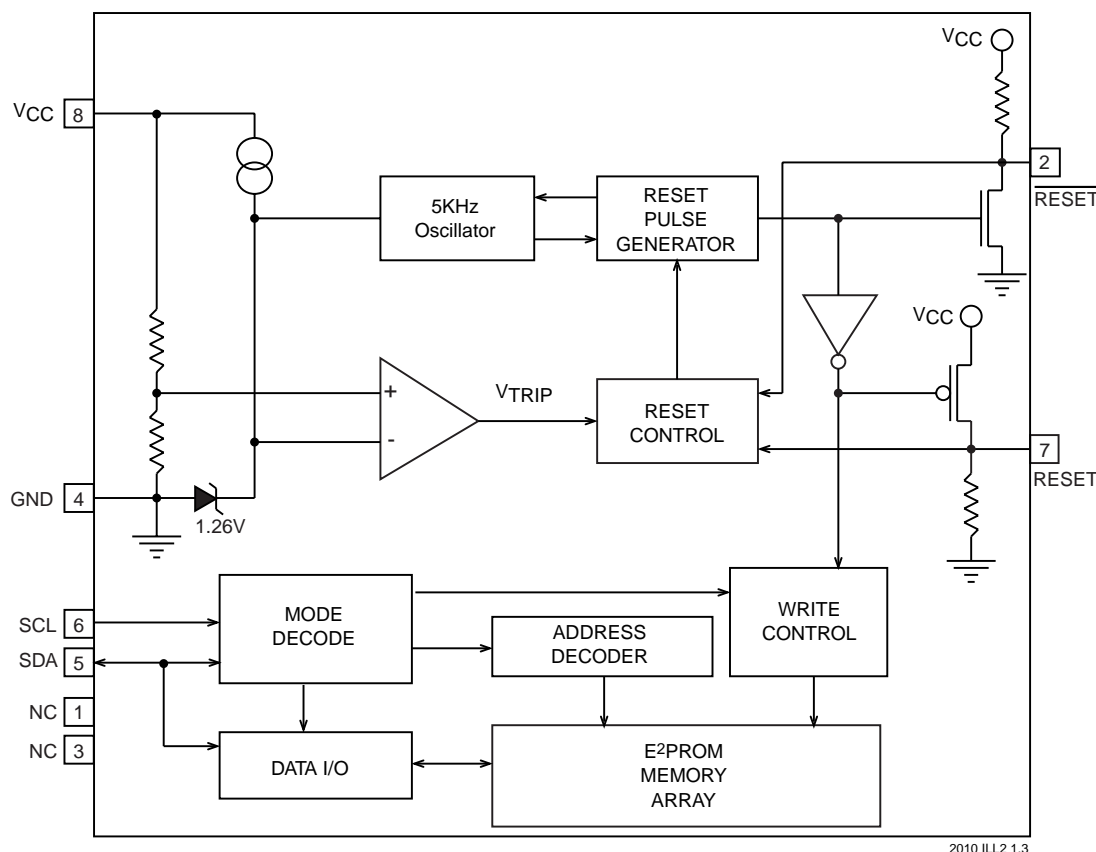 VCC
VCC 8
2
RESET
5KHz
Oscillator
RESET
PULSE
GENERATOR
VCC
+
-
VTRIP
RESET
CONTROL
7
RESET
GND 4
1.26V
SCL 6
SDA 5
NC 1
NC 3
MODE
DECODE
ADDRESS
DECODER
WRITE
CONTROL
DATA I/O
E2PROM
MEMORY
ARRAY
2010 ILL2 1.3